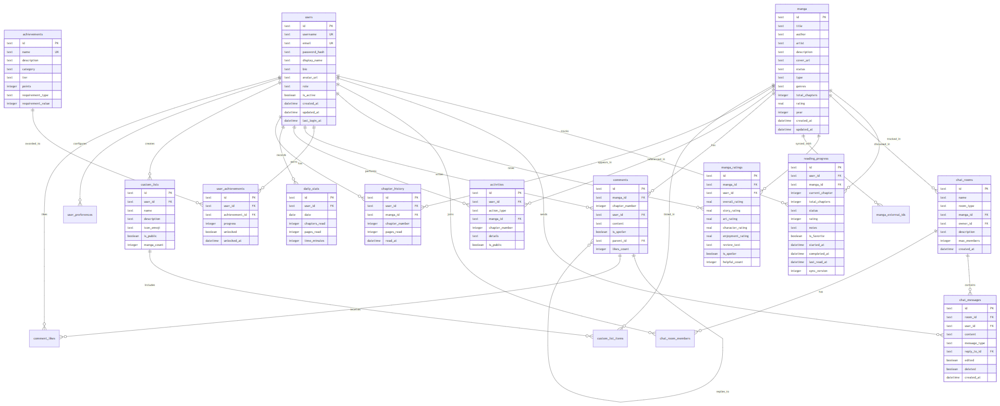 achievements
text id PK
text name UK
text description
text category
text tier
integer points
text requirement_type
integer requirement_value
users
text id PK
text username UK
text email UK
text password_hash
text display_name
text bio
text avatar_url
text role
boolean is_active
datetime created_at
datetime updated_at
datetime last_login_at
manga
text id PK
text title
text author
text artist
text description
text cover_url
text status
text type
text genres
integer total_chapters
real rating
integer year
datetime created_at
datetime updated_at
awarded_to
configures
creates
records
earns
has
performs
writes
rates
tracks
appears_in
referenced_in
has
synced_with
discussed_in
tracked_in
custom_lists
text id PK
text user_id FK
text name
text description
text icon_emoji
boolean is_public
integer manga_count
user_achievements
text id PK
text user_id FK
text achievement_id FK
integer progress
boolean unlocked
datetime unlocked_at
daily_stats
text id PK
text user_id FK
date date
integer chapters_read
integer pages_read
integer time_minutes
chapter_history
text id PK
text user_id FK
text manga_id FK
integer chapter_number
integer pages_read
datetime read_at
activities
text id PK
text user_id FK
text action_type
text manga_id FK
integer chapter_number
text details
boolean is_public
comments
text id PK
text manga_id FK
integer chapter_number
text user_id FK
text content
boolean is_spoiler
text parent_id FK
integer likes_count
manga_ratings
text id PK
text manga_id FK
text user_id FK
real overall_rating
real story_rating
real art_rating
real character_rating
real enjoyment_rating
text review_text
boolean is_spoiler
integer helpful_count
reading_progress
text id PK
text user_id FK
text manga_id FK
integer current_chapter
integer total_chapters
text status
integer rating
text notes
boolean is_favorite
datetime started_at
datetime completed_at
datetime last_read_at
integer sync_version
manga_external_ids
chat_rooms
text id PK
text name
text room_type
text manga_id FK
text owner_id FK
text description
integer max_members
datetime created_at
user_preferences
likes
joins
sends
listed_in
includes
contains
has
receives
comment_likes
custom_list_items
chat_room_members
chat_messages
text id PK
text room_id FK
text user_id FK
text content
text message_type
text reply_to_id FK
boolean edited
boolean deleted
datetime created_at
replies_to